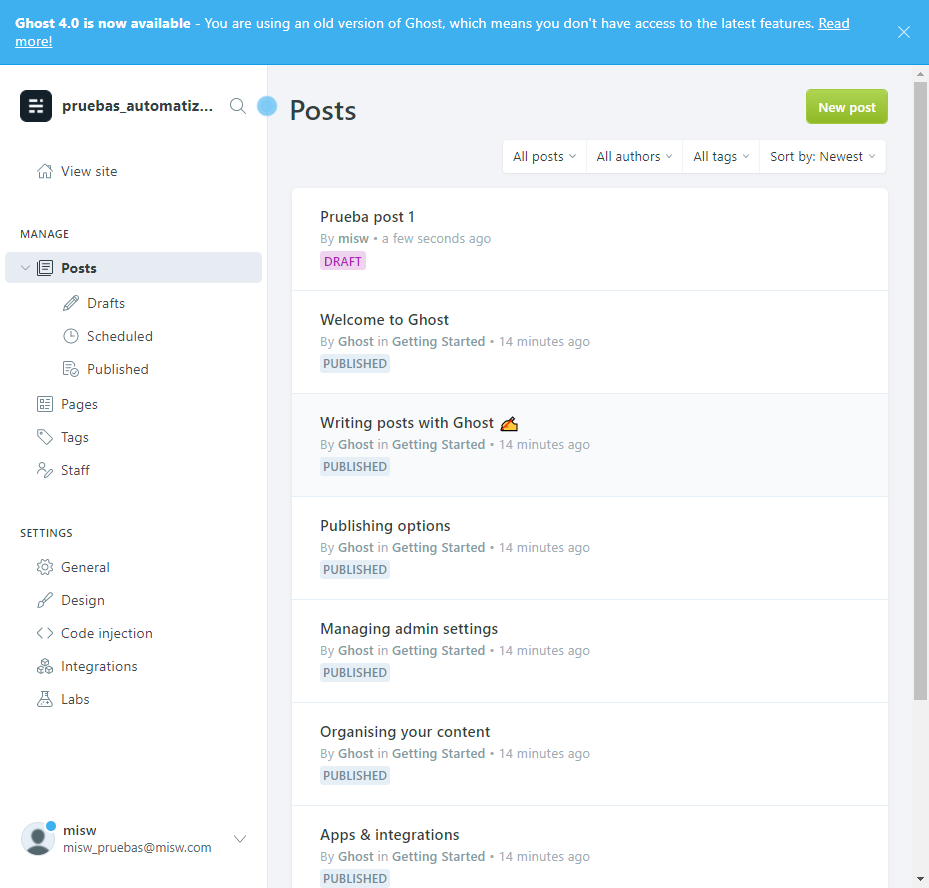 Ghost 4.0 is now available - You are using an old version of Ghost, which means you don't have access to the latest features. Read
more!
pruebas_automatiz...
Posts
New post
View site
All posts
All authors
All tags
Sort by: Newest
MANAGE
Posts
Drafts
Scheduled
Published
Pages
Tags
Staff
SETTINGS
General
Design
Code injection
Integrations
Labs
misw
misw_pruebas@misw.com
Prueba post 1
By misw • a few seconds ago
DRAFT
Welcome to Ghost
By Ghost in Getting Started • 14 minutes ago
PUBLISHED
Writing posts with Ghost ✍️
By Ghost in Getting Started • 14 minutes ago
PUBLISHED
Publishing options
By Ghost in Getting Started • 14 minutes ago
PUBLISHED
Managing admin settings
By Ghost in Getting Started • 14 minutes ago
PUBLISHED
Organising your content
By Ghost in Getting Started • 14 minutes ago
PUBLISHED
Apps & integrations
By Ghost in Getting Started • 14 minutes ago
PUBLISHED